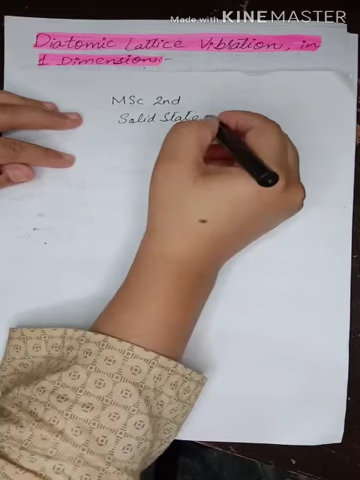 Made with KINEMASTER
Diatomic Lattice Vibration, in
1 Dimension:-
MSc 2nd
Solid State